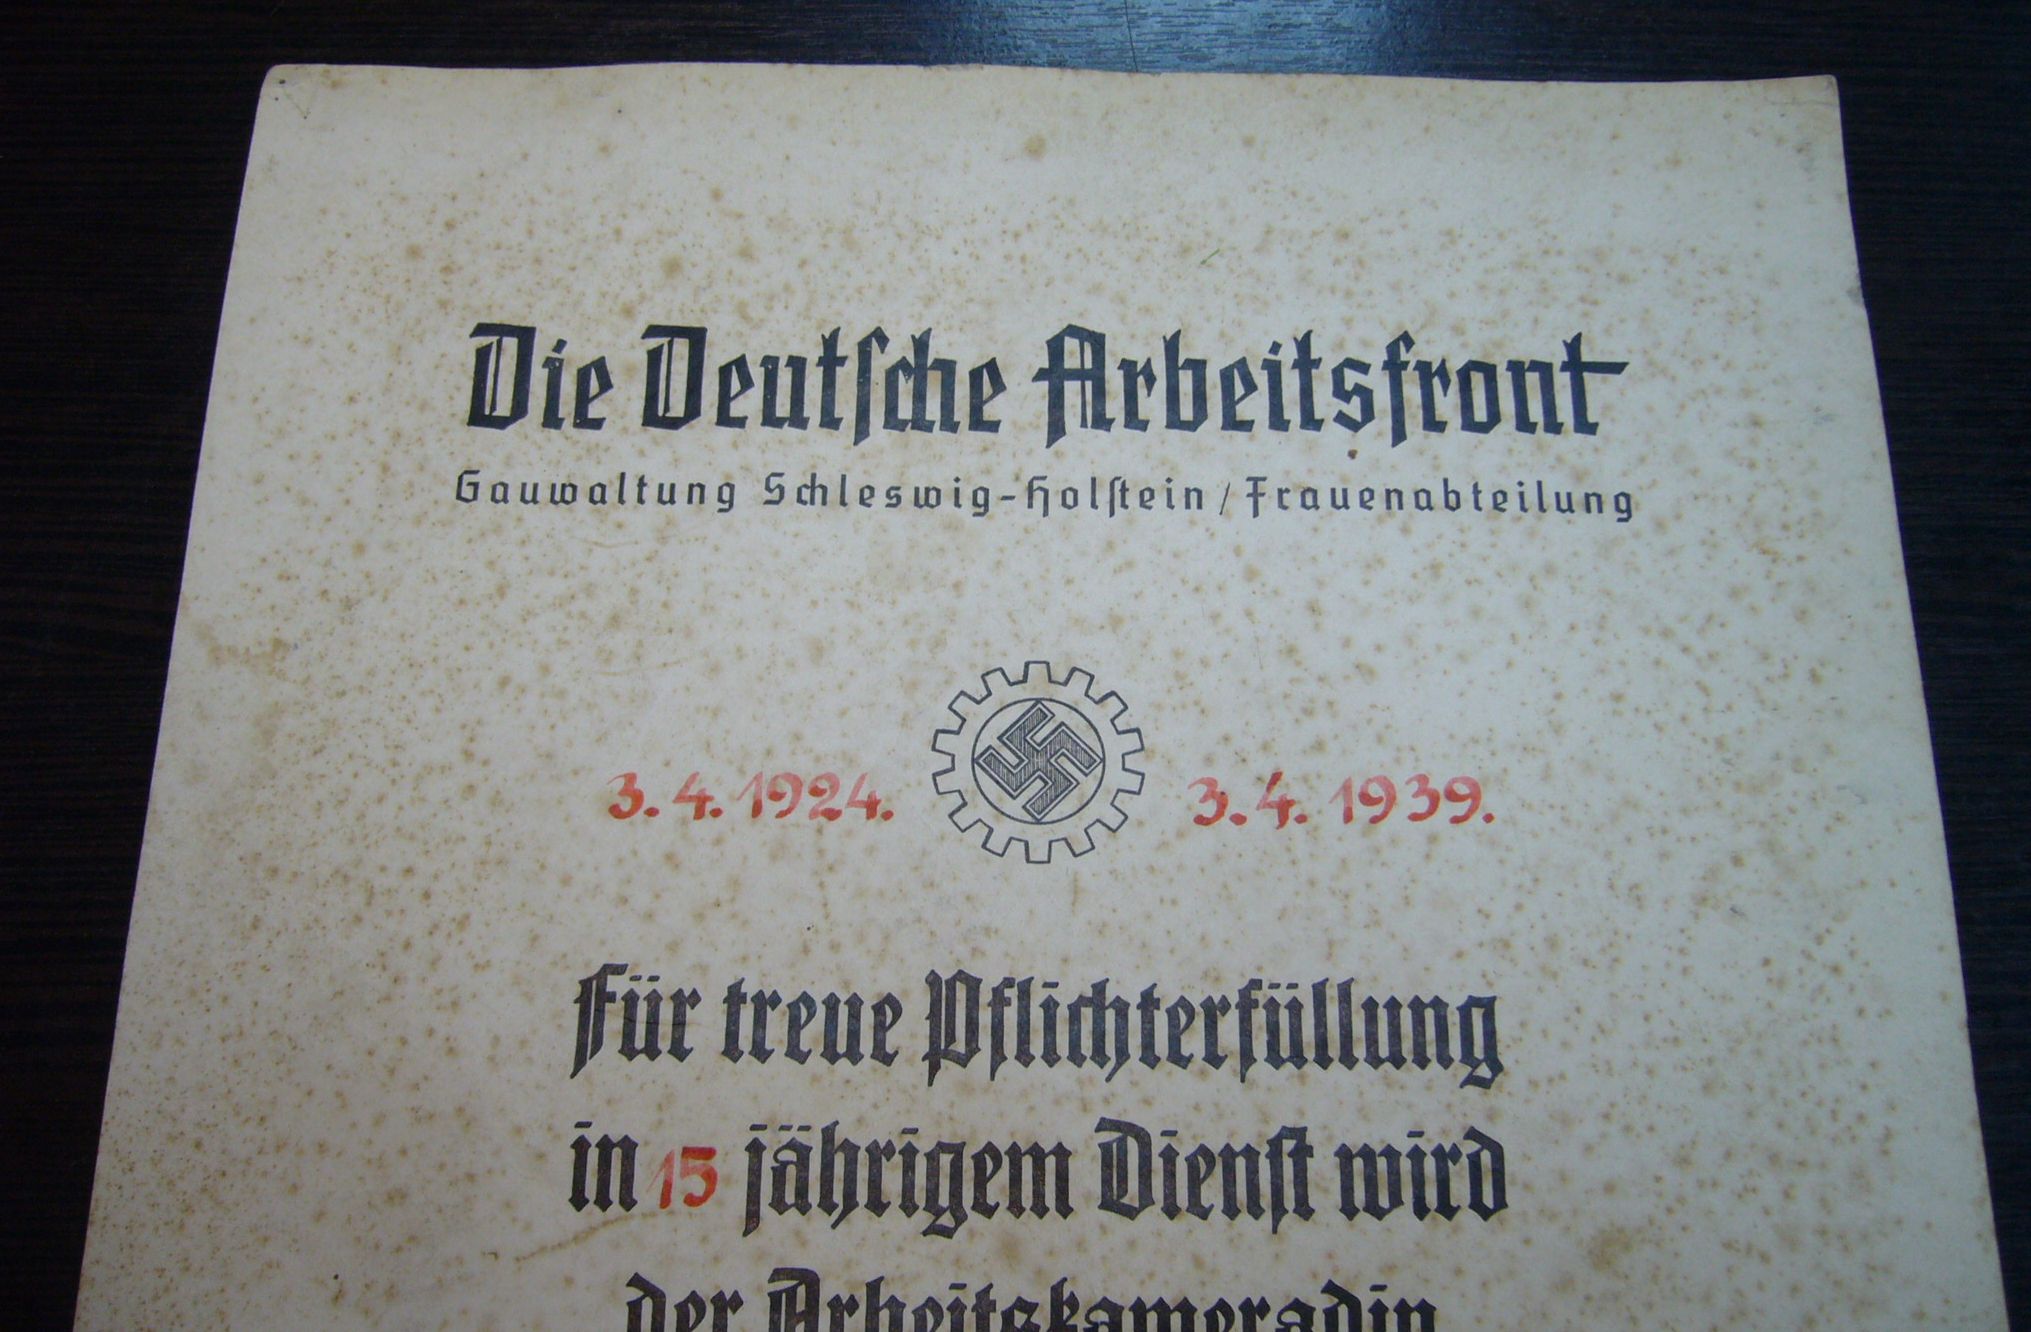 Die Deutſche Arbeitsfront
Gauwaltung Schleswig-Holſtein / Frauenabteilung
3.4.1924. 3.4.1939.
Für treue Pflichterfüllung
in 15 jährigem Dienſt wird
der Arbeitskameradin